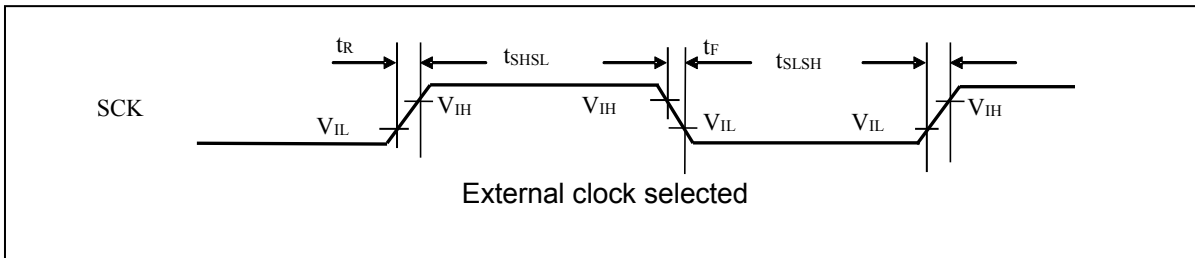 tR tSHSL tF tSLSH
SCK VIL VIH VIH VIL VIL VIH
External clock selected